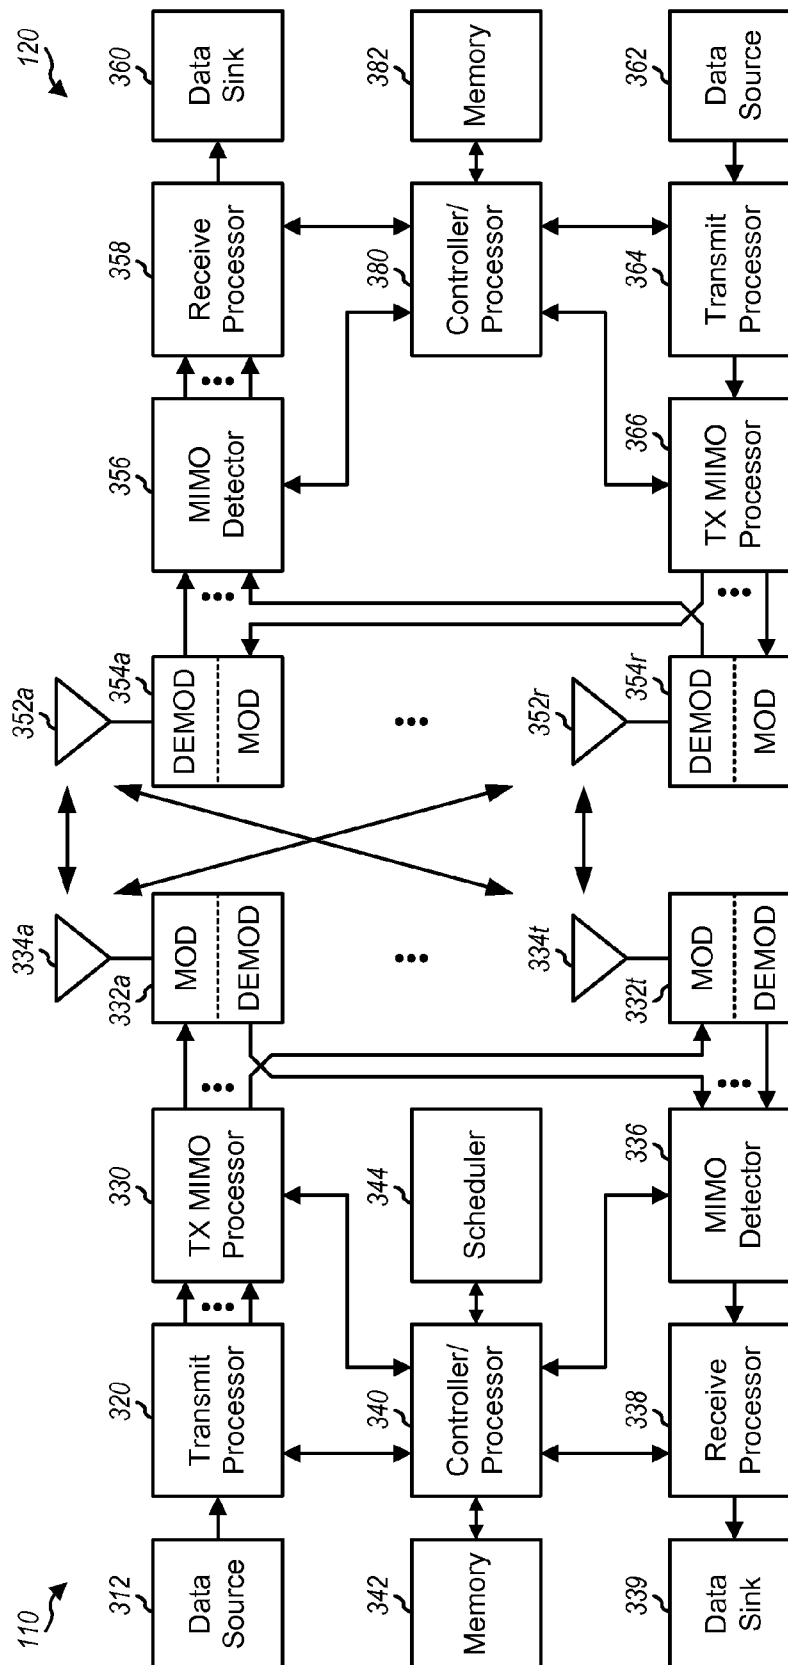 110
120
312
Data
Source
320
Transmit
Processor
330
TX MIMO
Processor
332a
MOD
DEMOD
334a
352a
354a
DEMOD
MOD
356
MIMO
Detector
358
Receive
Processor
360
Data
Sink
342
Memory
340
Controller/
Processor
344
Scheduler
380
Controller/
Processor
382
Memory
339
Data
Sink
338
Receive
Processor
336
MIMO
Detector
332t
MOD
DEMOD
334t
352r
354r
DEMOD
MOD
366
TX MIMO
Processor
364
Transmit
Processor
362
Data
Source